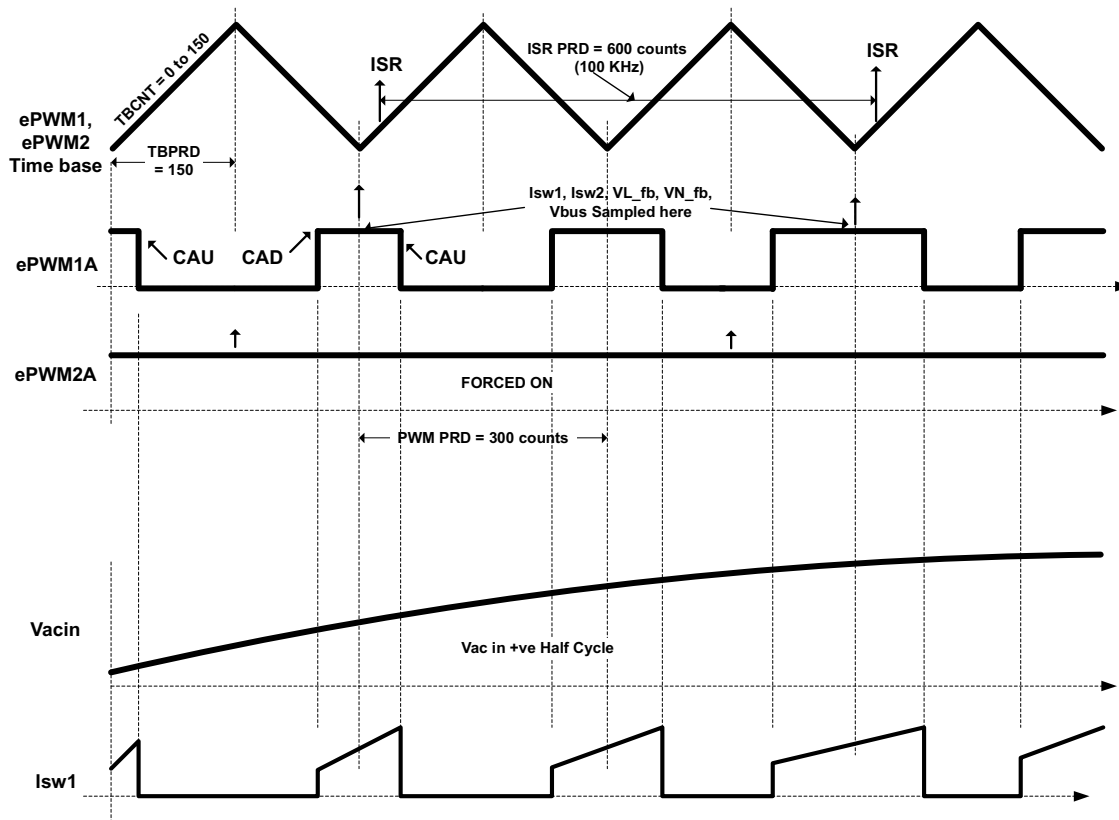 TBCNT = 0 to 150
ISR
ISR PRD = 600 counts
(100 KHz)
ISR
ePWM1,
ePWM2
Time base
TBPRD
= 150
Isw1, Isw2, VL_fb, VN_fb,
Vbus Sampled here
ePWM1A
CAU
CAD
CAU
ePWM2A
FORCED ON
PWM PRD = 300 counts
Vacin
Vac in +ve Half Cycle
Isw1